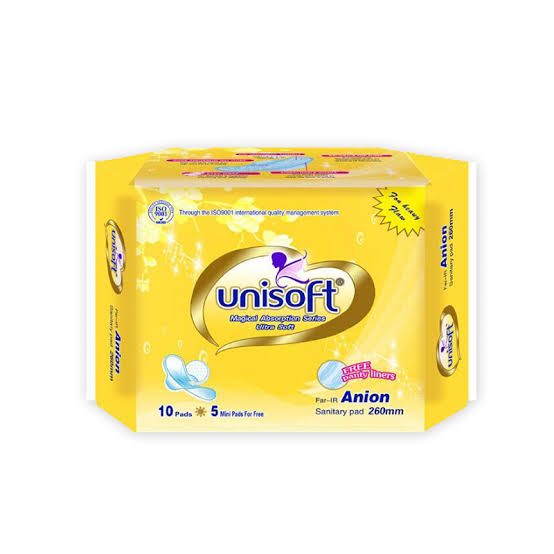 ISO
9001
Through the ISO9001 international quality management system
For heavy
Flow
unisoft®
Magical Absorption Series
Ultra Soft
FREE
panty liners
10 Pads 5 Mini Pads For Free
Far-IR Anion
Sanitary pad 260mm
unisoft
Far-IR
Anion
Sanitary pad
260mm
unisoft
Far-IR
Anion
Sanitary pad 260mm